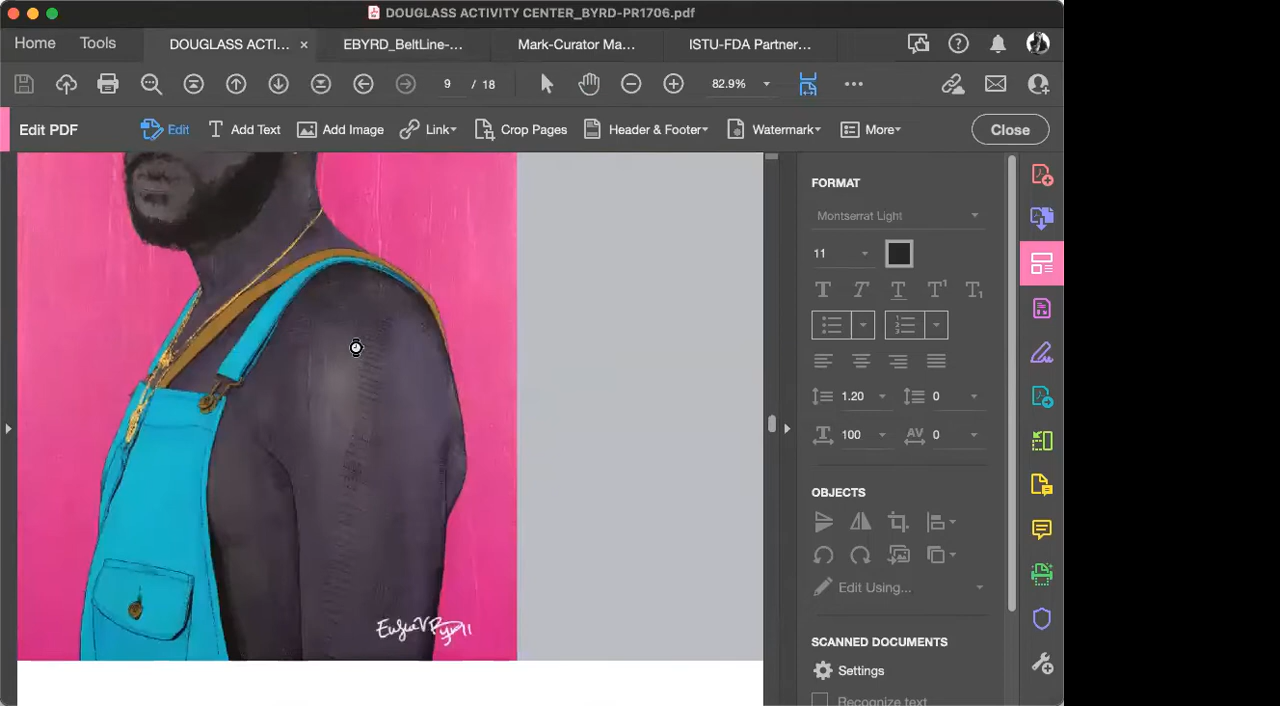 DOUGLASS ACTIVITY CENTER_BYRD-PR1706.pdf
Home Tools DOUGLASS ACTI... × EBYRD_BeltLine-... Mark-Curator Ma... ISTU-FDA Partner...
9 / 18 82.9%
Edit PDF Edit Add Text Add Image Link Crop Pages Header & Footer Watermark More Close
FORMAT
Montserrat Light
11
1.20 0
100 0
OBJECTS
Edit Using...
SCANNED DOCUMENTS
Settings
Recognize text